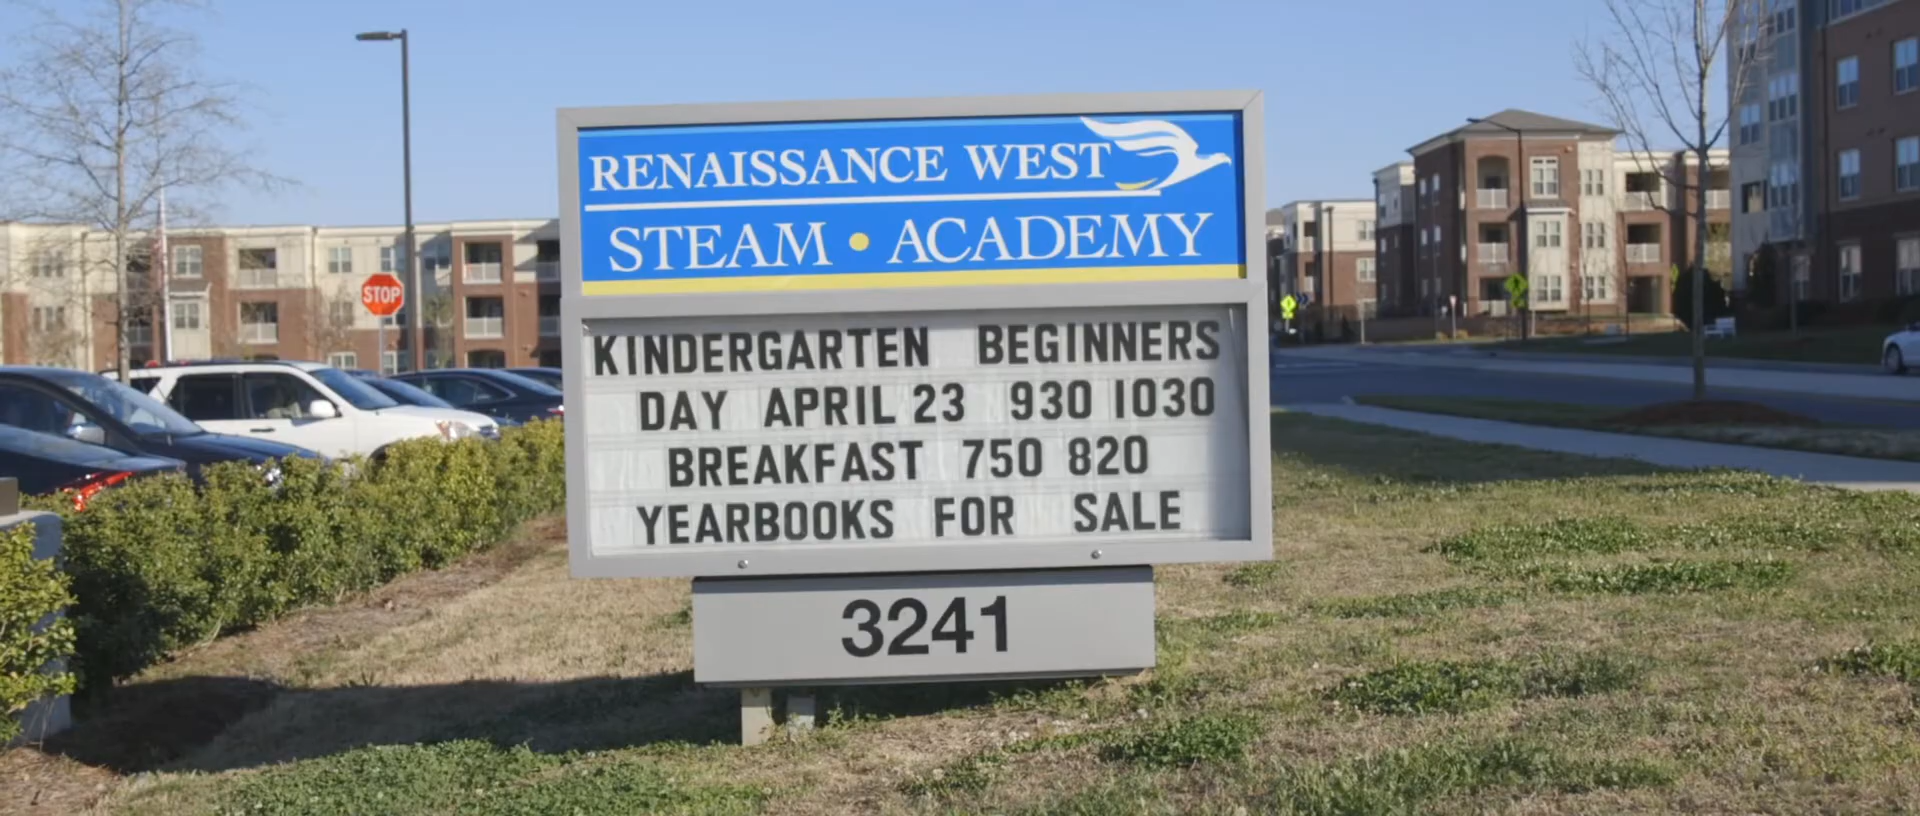 RENAISSANCE WEST
STEAM • ACADEMY
KINDERGARTEN BEGINNERS
DAY APRIL 23 930 1030
BREAKFAST 750 820
YEARBOOKS FOR SALE
3241
STOP